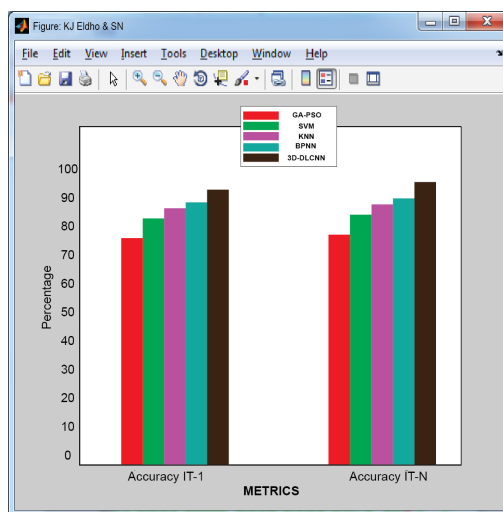 Figure: KJ Eldho & SN
File Edit View Insert Tools Desktop Window Help
GA-PSO
SVM
KNN
BPNN
3D-DLCNN
100
90
80
70
60
50
40
30
20
10
0
Percentage
Accuracy IT-1 Accuracy IT-N
METRICS